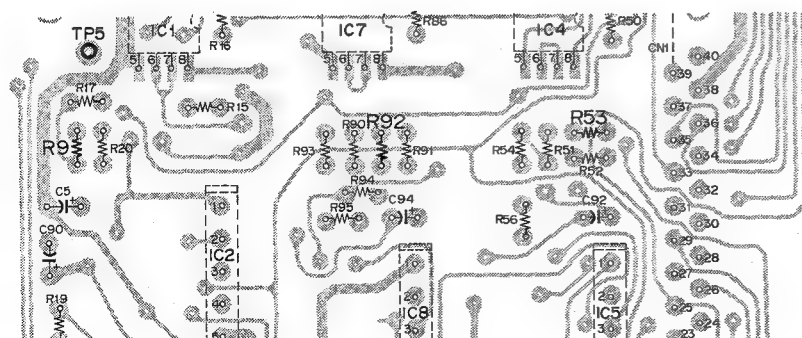 TP5
IC1
R16
5 6 7 8
IC7
R86
5 6 7 8
IC4
R50
5 6 7 8
CN1
40
39
38
R17
R15
37
36
R9
R20
R93
R90
R92
R91
R54
R51
R53
R52
35
34
33
32
R94
C5
1
R95
C94
R56
C92
31
30
C90
2
IC2
3
29
28
1
1
27
26
R19
4
IC8
2
IC5
2
25
24
5
3
3
23